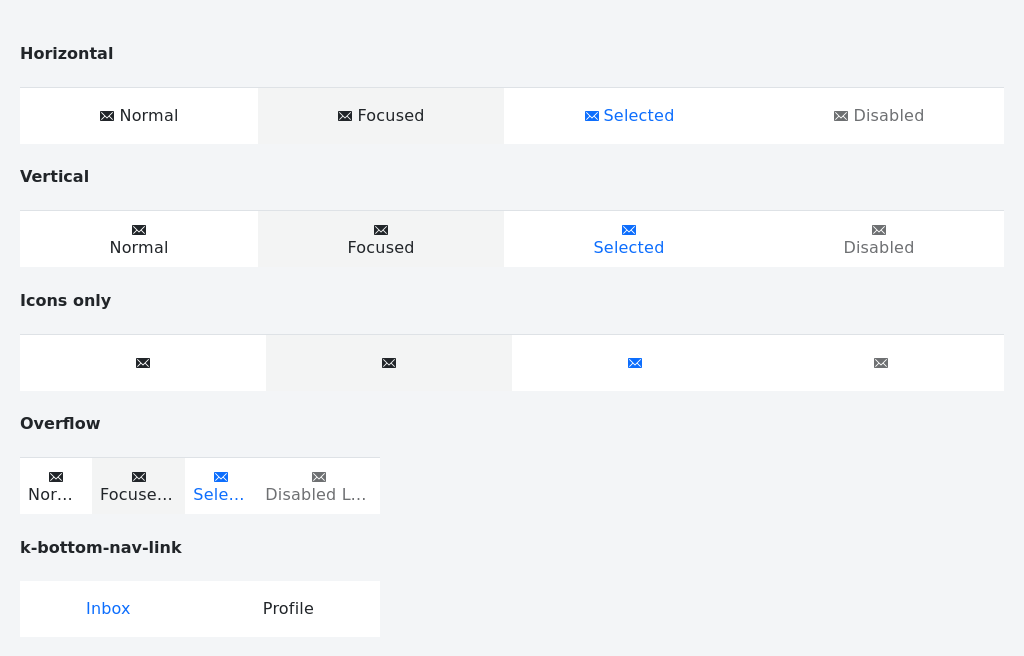 Horizontal
Normal Focused Selected Disabled
Vertical
Normal Focused Selected Disabled
Icons only
Overflow
Nor... Focuse... Sele... Disabled L...
k-bottom-nav-link
Inbox Profile